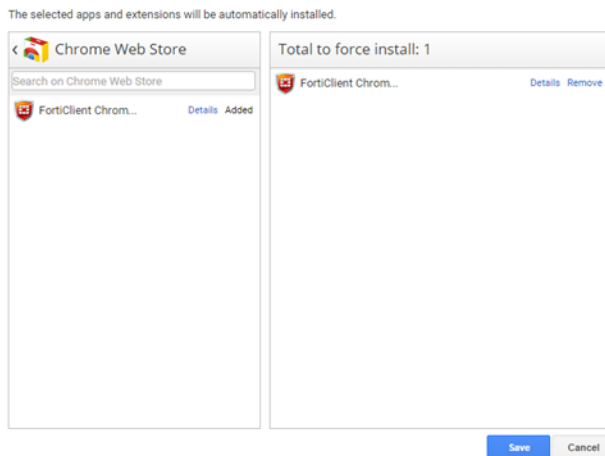 The selected apps and extensions will be automatically installed.
Chrome Web Store
Search on Chrome Web Store
FortiClient Chrom... Details Added
Total to force install: 1
FortiClient Chrom... Details Remove
Save Cancel